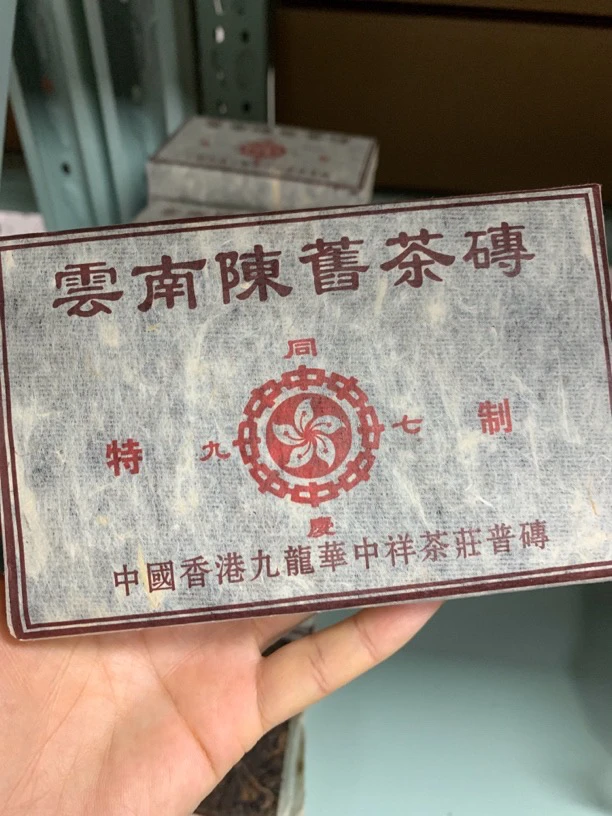 雲南陳舊茶磚
同
特 九 七 制
慶
中國香港九龍華中祥茶莊普磚